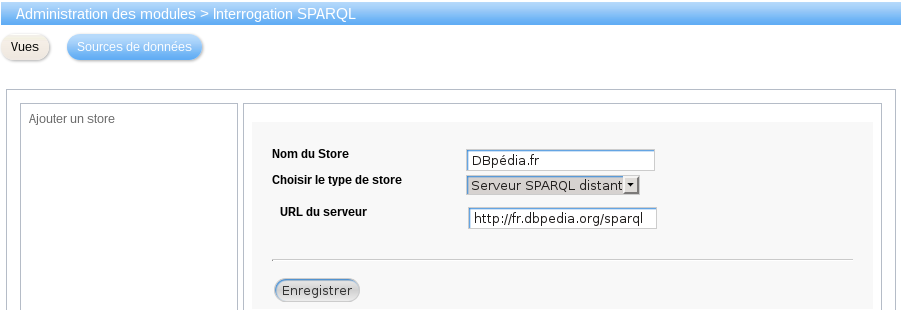 Administration des modules > Interrogation SPARQL
Vues Sources de données
Ajouter un store
Nom du Store DBpédia.fr
Choisir le type de store Serveur SPARQL distant
URL du serveur http://fr.dbpedia.org/sparql
Enregistrer